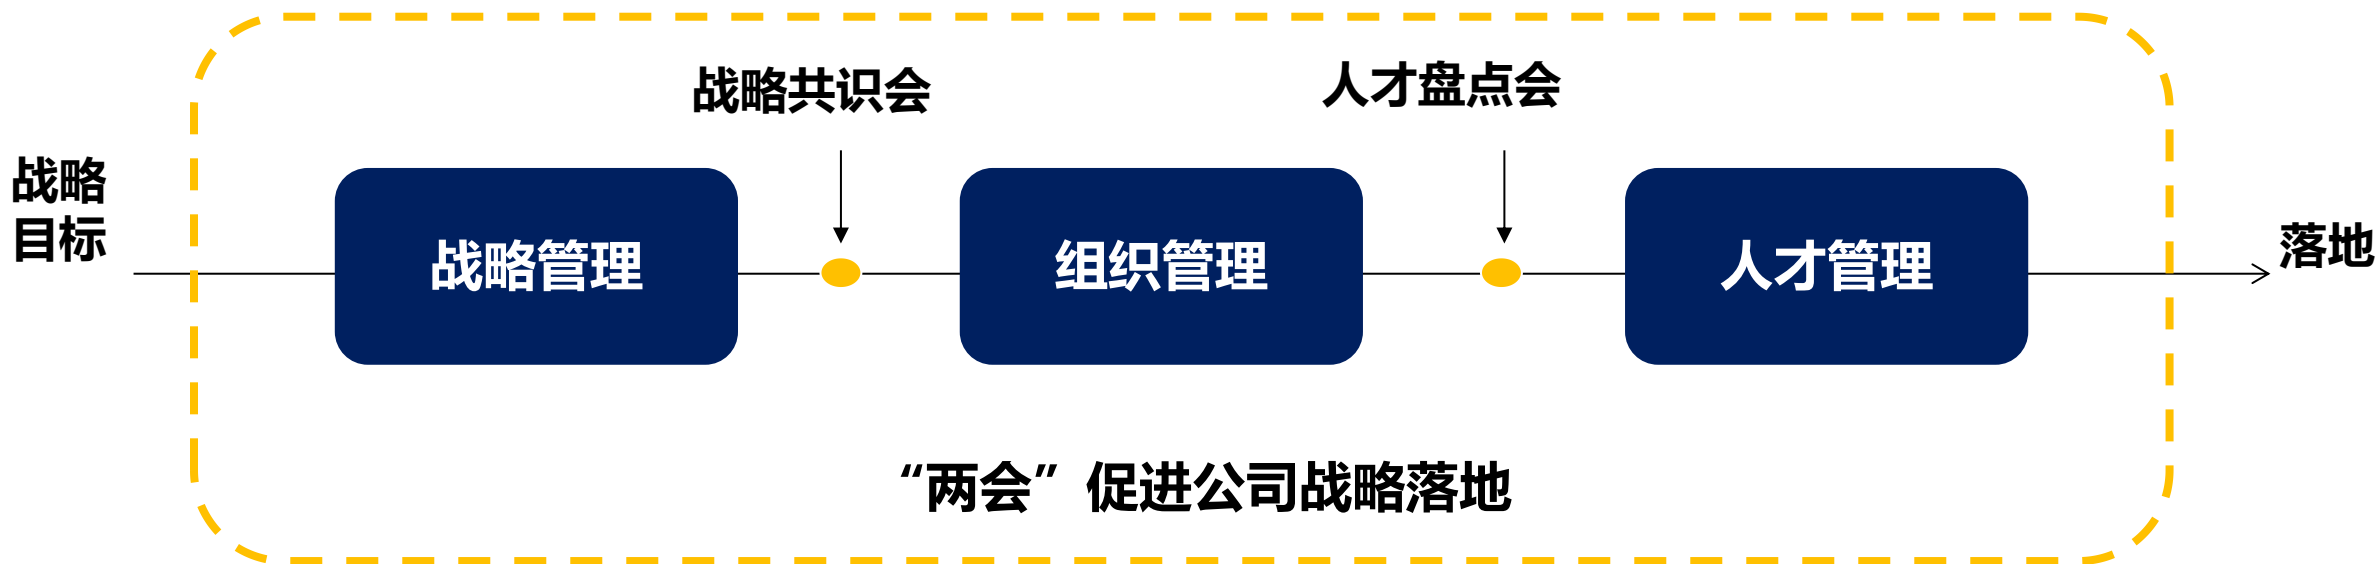 战略共识会
人才盘点会
战略
目标
战略管理
组织管理
人才管理
落地
“两会”促进公司战略落地